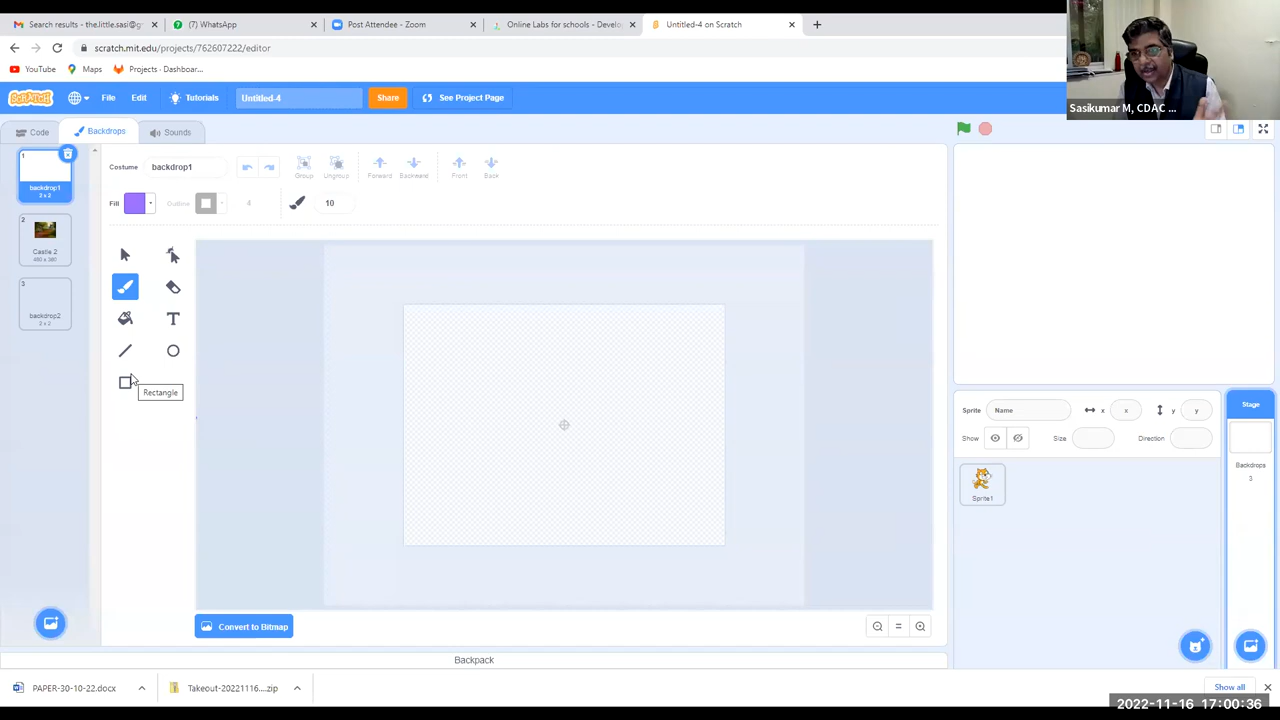 Search results - the.little.sasi@g
(7) WhatsApp
Post Attendee - Zoom
Online Labs for schools - Develo
Untitled-4 on Scratch
scratch.mit.edu/projects/762607222/editor
YouTube
Maps
Projects · Dashboar...
Sasikumar M, CDAC ...
SCRATCH
File
Edit
Tutorials
Untitled-4
Share
See Project Page
Code
Backdrops
Sounds
1
backdrop1
2 x 2
2
Castle 2
480 x 360
3
backdrop2
2 x 2
Costume
backdrop1
Group
Ungroup
Forward
Backward
Front
Back
Fill
Outline
4
10
T
Rectangle
Convert to Bitmap
Sprite
Name
x
x
y
y
Show
Size
Direction
Sprite1
Stage
Backdrops
3
Backpack
PAPER-30-10-22.docx
Takeout-20221116....zip
Show all
2022-11-16 17:00:36